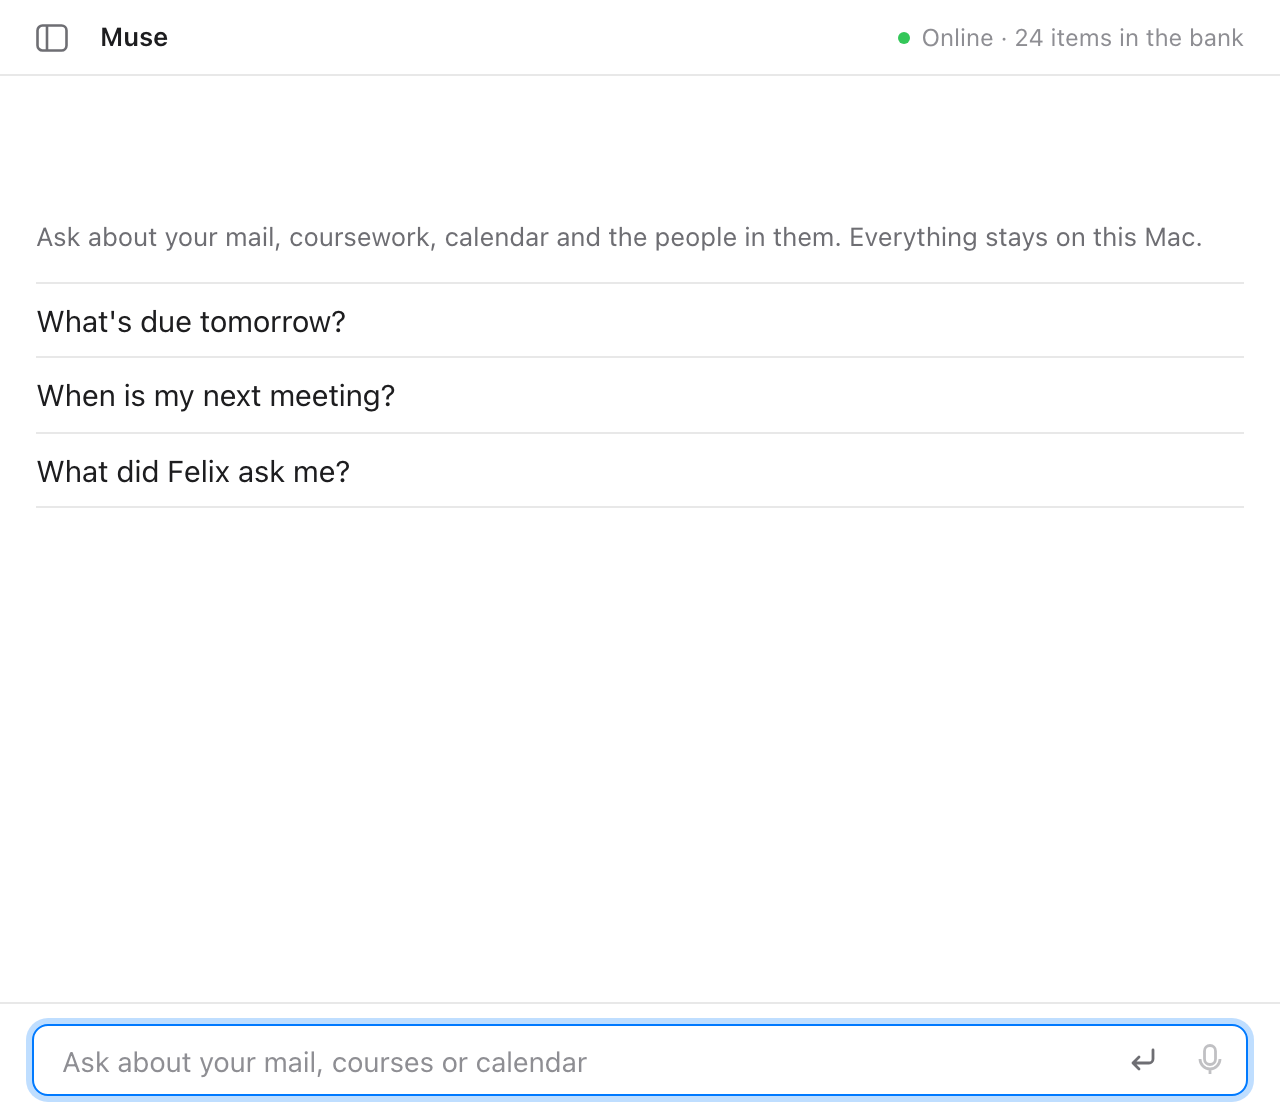 Muse
Online · 24 items in the bank
Ask about your mail, coursework, calendar and the people in them. Everything stays on this Mac.
What's due tomorrow?
When is my next meeting?
What did Felix ask me?
Ask about your mail, courses or calendar